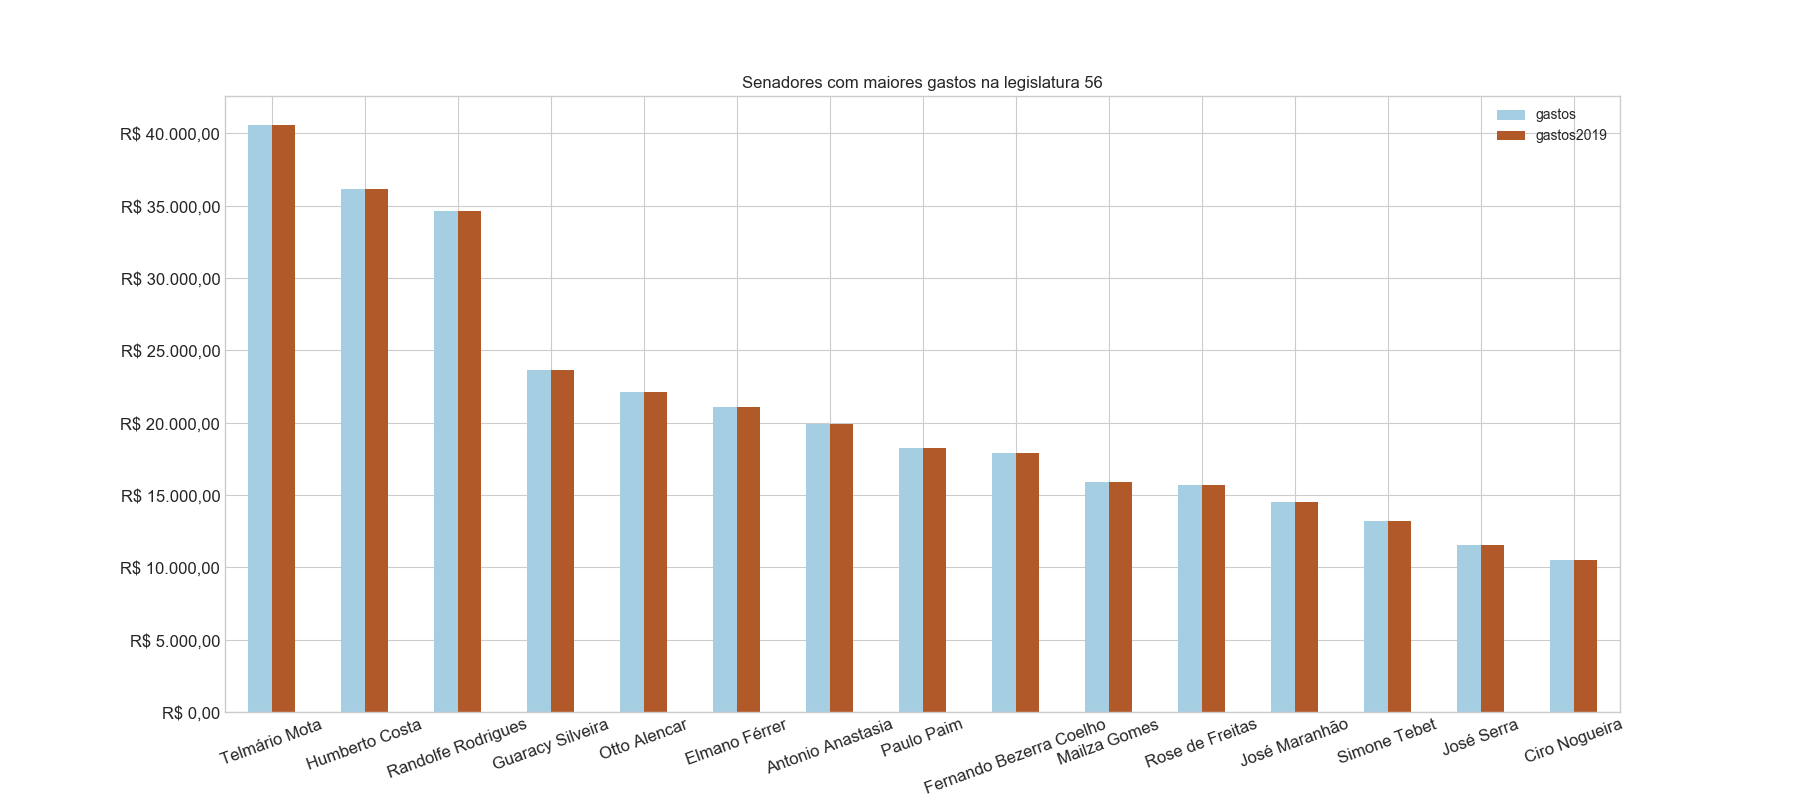 Senadores com maiores gastos na legislatura 56
gastos
gastos2019
R$ 40.000,00
R$ 35.000,00
R$ 30.000,00
R$ 25.000,00
R$ 20.000,00
R$ 15.000,00
R$ 10.000,00
R$ 5.000,00
R$ 0,00
Telmário Mota
Humberto Costa
Randolfe Rodrigues
Guaracy Silveira
Otto Alencar
Elmano Férrer
Antonio Anastasia
Paulo Paim
Fernando Bezerra Coelho
Mailza Gomes
Rose de Freitas
José Maranhão
Simone Tebet
José Serra
Ciro Nogueira